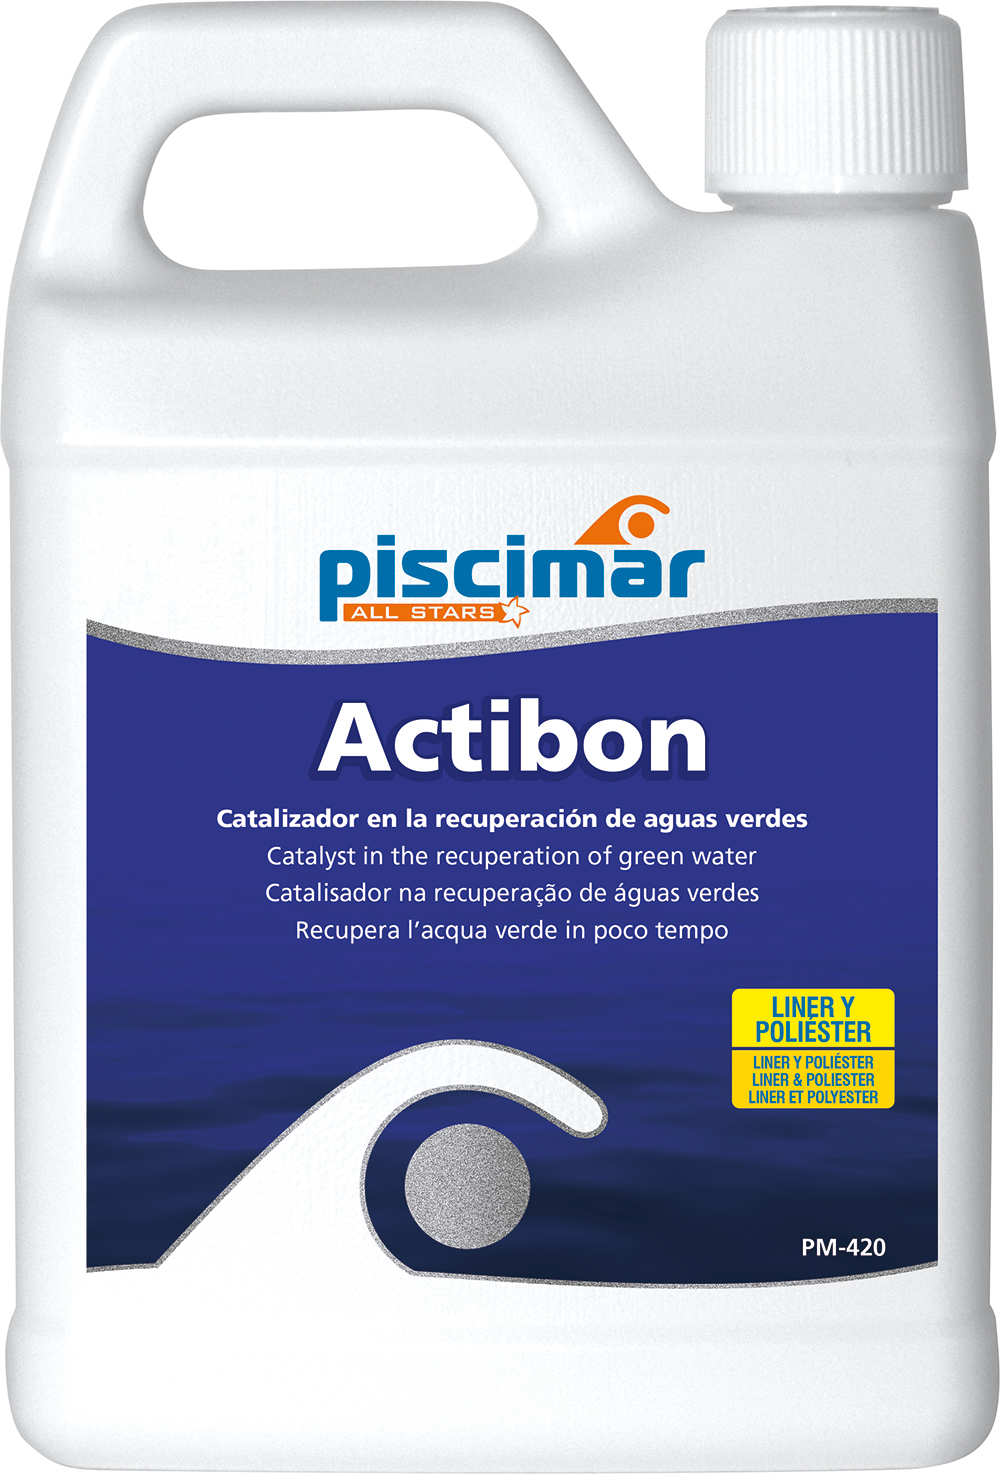 piscimar
ALL STARS
Actibon
Catalizador en la recuperación de aguas verdes
Catalyst in the recuperation of green water
Catalisador na recuperação de águas verdes
Recupera l'acqua verde in poco tempo
LINER Y
POLIÉSTER
LINER Y POLIÉSTER
LINER & POLIESTER
LINER ET POLYESTER
PM-420